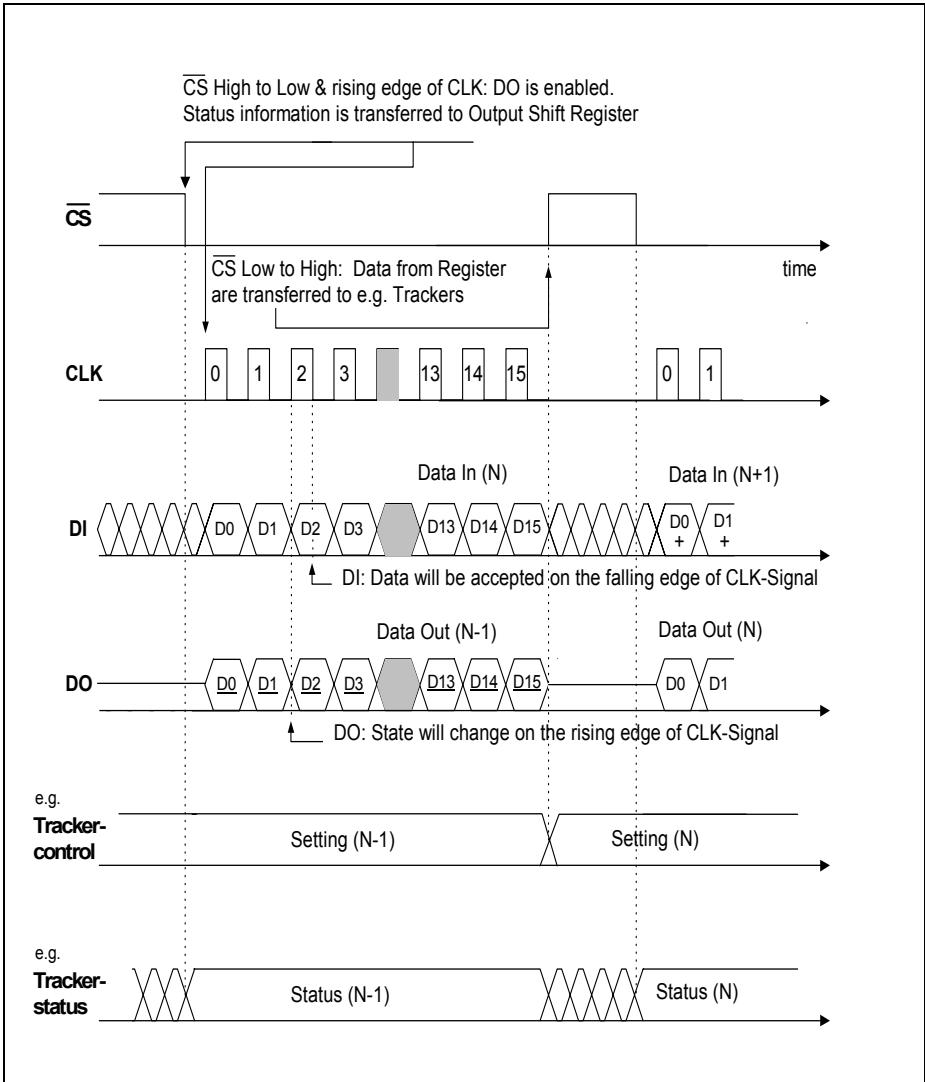 CS High to Low & rising edge of CLK: DO is enabled.
Status information is transferred to Output Shift Register
CS
CS Low to High: Data from Register
are transferred to e.g. Trackers
time
CLK
0 1 2 3 13 14 15 0 1
Data In (N) Data In (N+1)
DI
D0 D1 D2 D3 D13 D14 D15 D0 + D1 +
DI: Data will be accepted on the falling edge of CLK-Signal
Data Out (N-1) Data Out (N)
DO
D0 D1 D2 D3 D13 D14 D15 D0 D1
DO: State will change on the rising edge of CLK-Signal
e.g.
Tracker-
control
Setting (N-1) Setting (N)
e.g.
Tracker-
status
Status (N-1) Status (N)